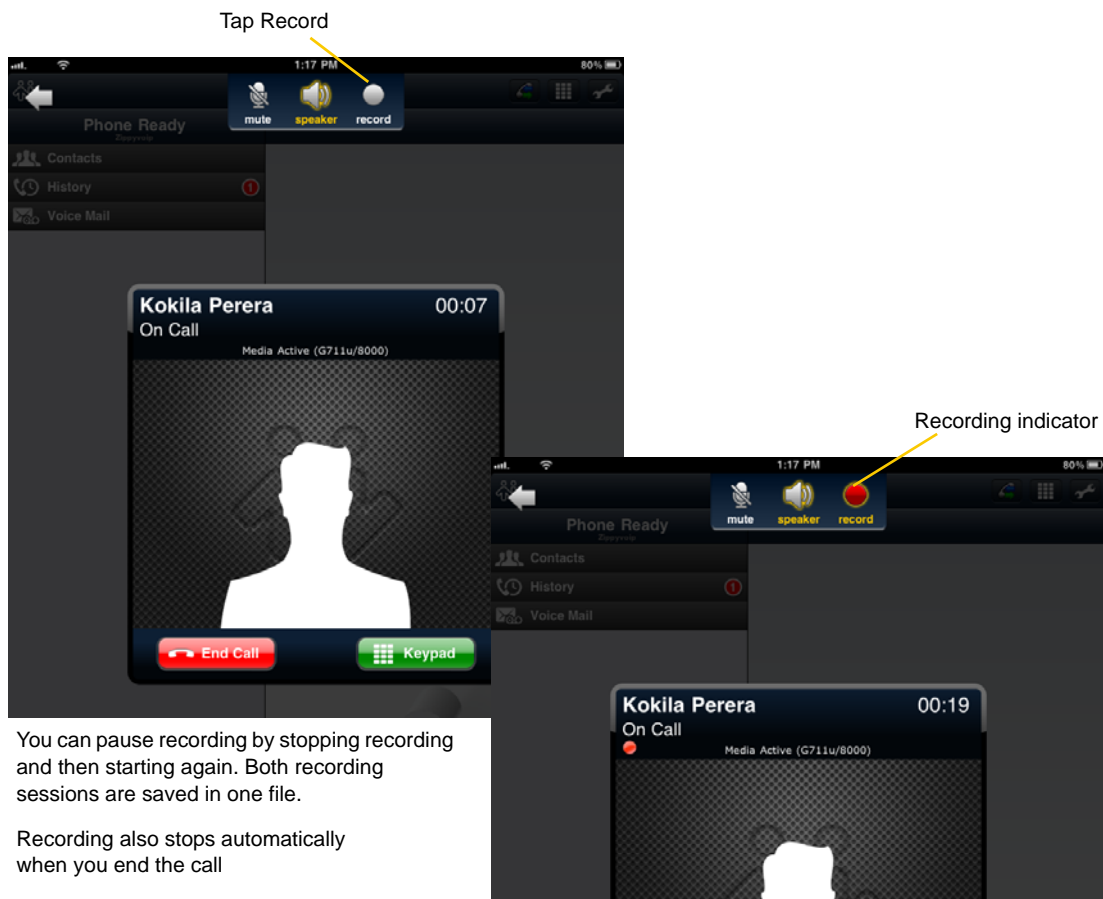 Tap Record
1:17 PM
80%
mute speaker record
Phone Ready
Zippyvoip
Contacts
History 1
Voice Mail
Kokila Perera 00:07
On Call
Media Active (G711u/8000)
End Call Keypad
You can pause recording by stopping recording
and then starting again. Both recording
sessions are saved in one file.
Recording also stops automatically
when you end the call
Recording indicator
1:17 PM
80%
mute speaker record
Phone Ready
Zippyvoip
Contacts
History 1
Voice Mail
Kokila Perera 00:19
On Call
Media Active (G711u/8000)